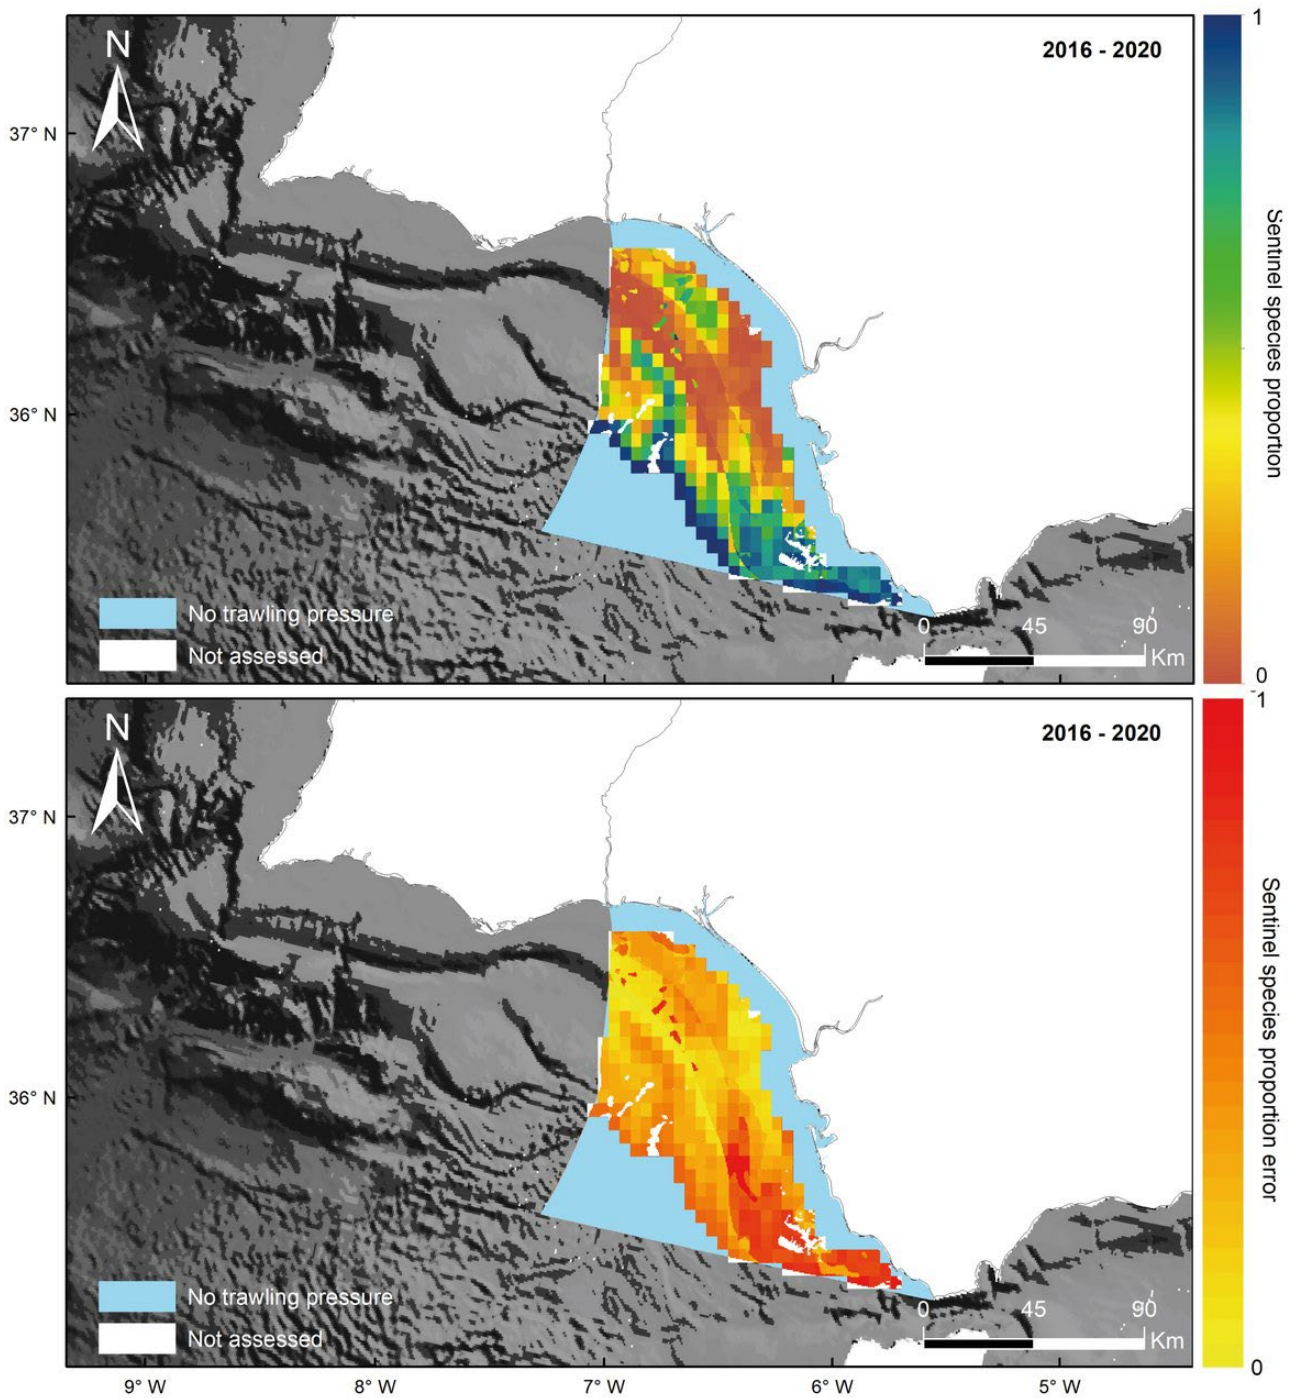 N
2016 - 2020
1
37° N
36° N
Sentinel species proportion
No trawling pressure
Not assessed
0 45 90
Km
0
N
2016 - 2020
1
37° N
36° N
Sentinel species proportion error
No trawling pressure
Not assessed
0 45 90
Km
0
9° W 8° W 7° W 6° W 5° W